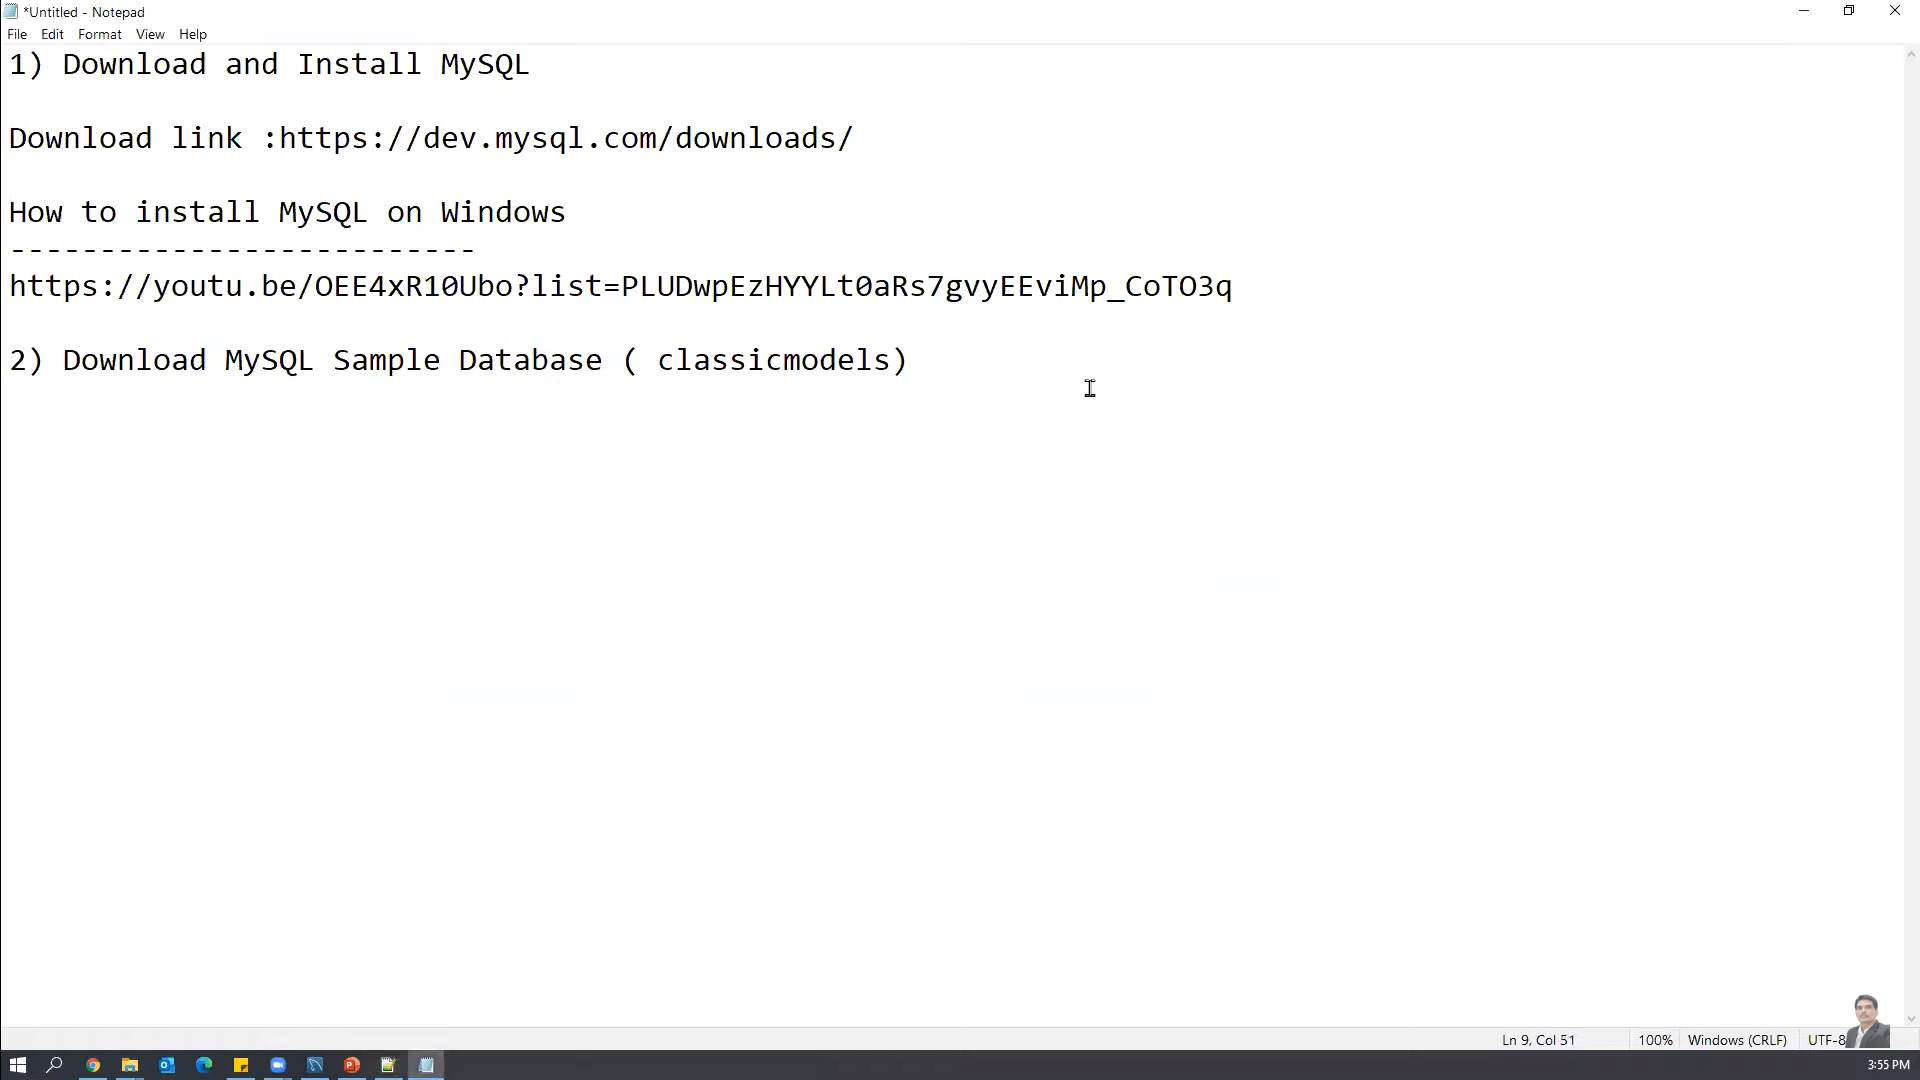 *Untitled - Notepad
File Edit Format View Help
1) Download and Install MySQL
Download link :https://dev.mysql.com/downloads/
How to install MySQL on Windows
--------------------------
https://youtu.be/OEE4xR10Ubo?list=PLUDwpEzHYYLt0aRs7gvyEEviMp_CoTO3q
2) Download MySQL Sample Database ( classicmodels)
Ln 9, Col 51 100% Windows (CRLF) UTF-8
3:55 PM